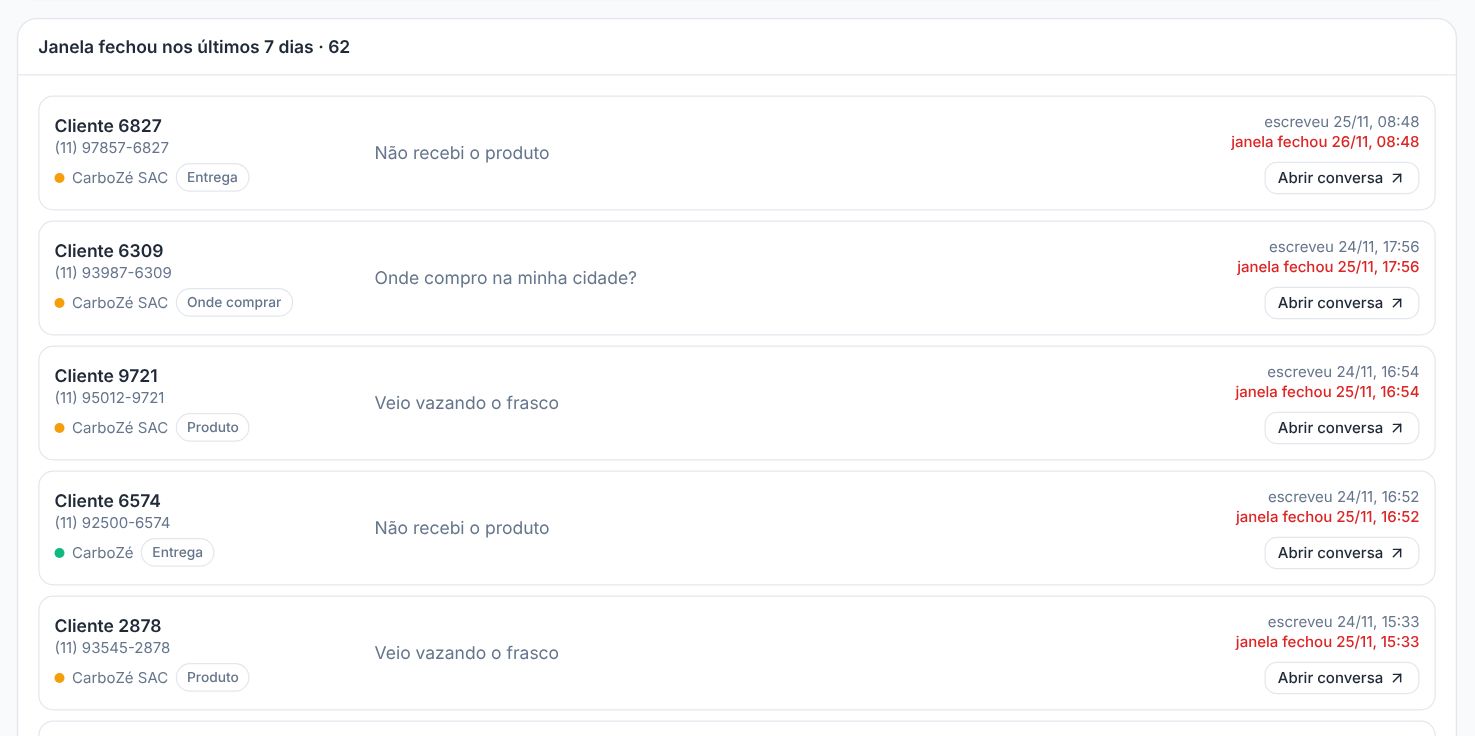 Janela fechou nos últimos 7 dias · 62
Cliente 6827
(11) 97857-6827
CarboZé SAC Entrega
Não recebi o produto
escreveu 25/11, 08:48
janela fechou 26/11, 08:48
Abrir conversa
Cliente 6309
(11) 93987-6309
CarboZé SAC Onde comprar
Onde compro na minha cidade?
escreveu 24/11, 17:56
janela fechou 25/11, 17:56
Abrir conversa
Cliente 9721
(11) 95012-9721
CarboZé SAC Produto
Veio vazando o frasco
escreveu 24/11, 16:54
janela fechou 25/11, 16:54
Abrir conversa
Cliente 6574
(11) 92500-6574
CarboZé Entrega
Não recebi o produto
escreveu 24/11, 16:52
janela fechou 25/11, 16:52
Abrir conversa
Cliente 2878
(11) 93545-2878
CarboZé SAC Produto
Veio vazando o frasco
escreveu 24/11, 15:33
janela fechou 25/11, 15:33
Abrir conversa